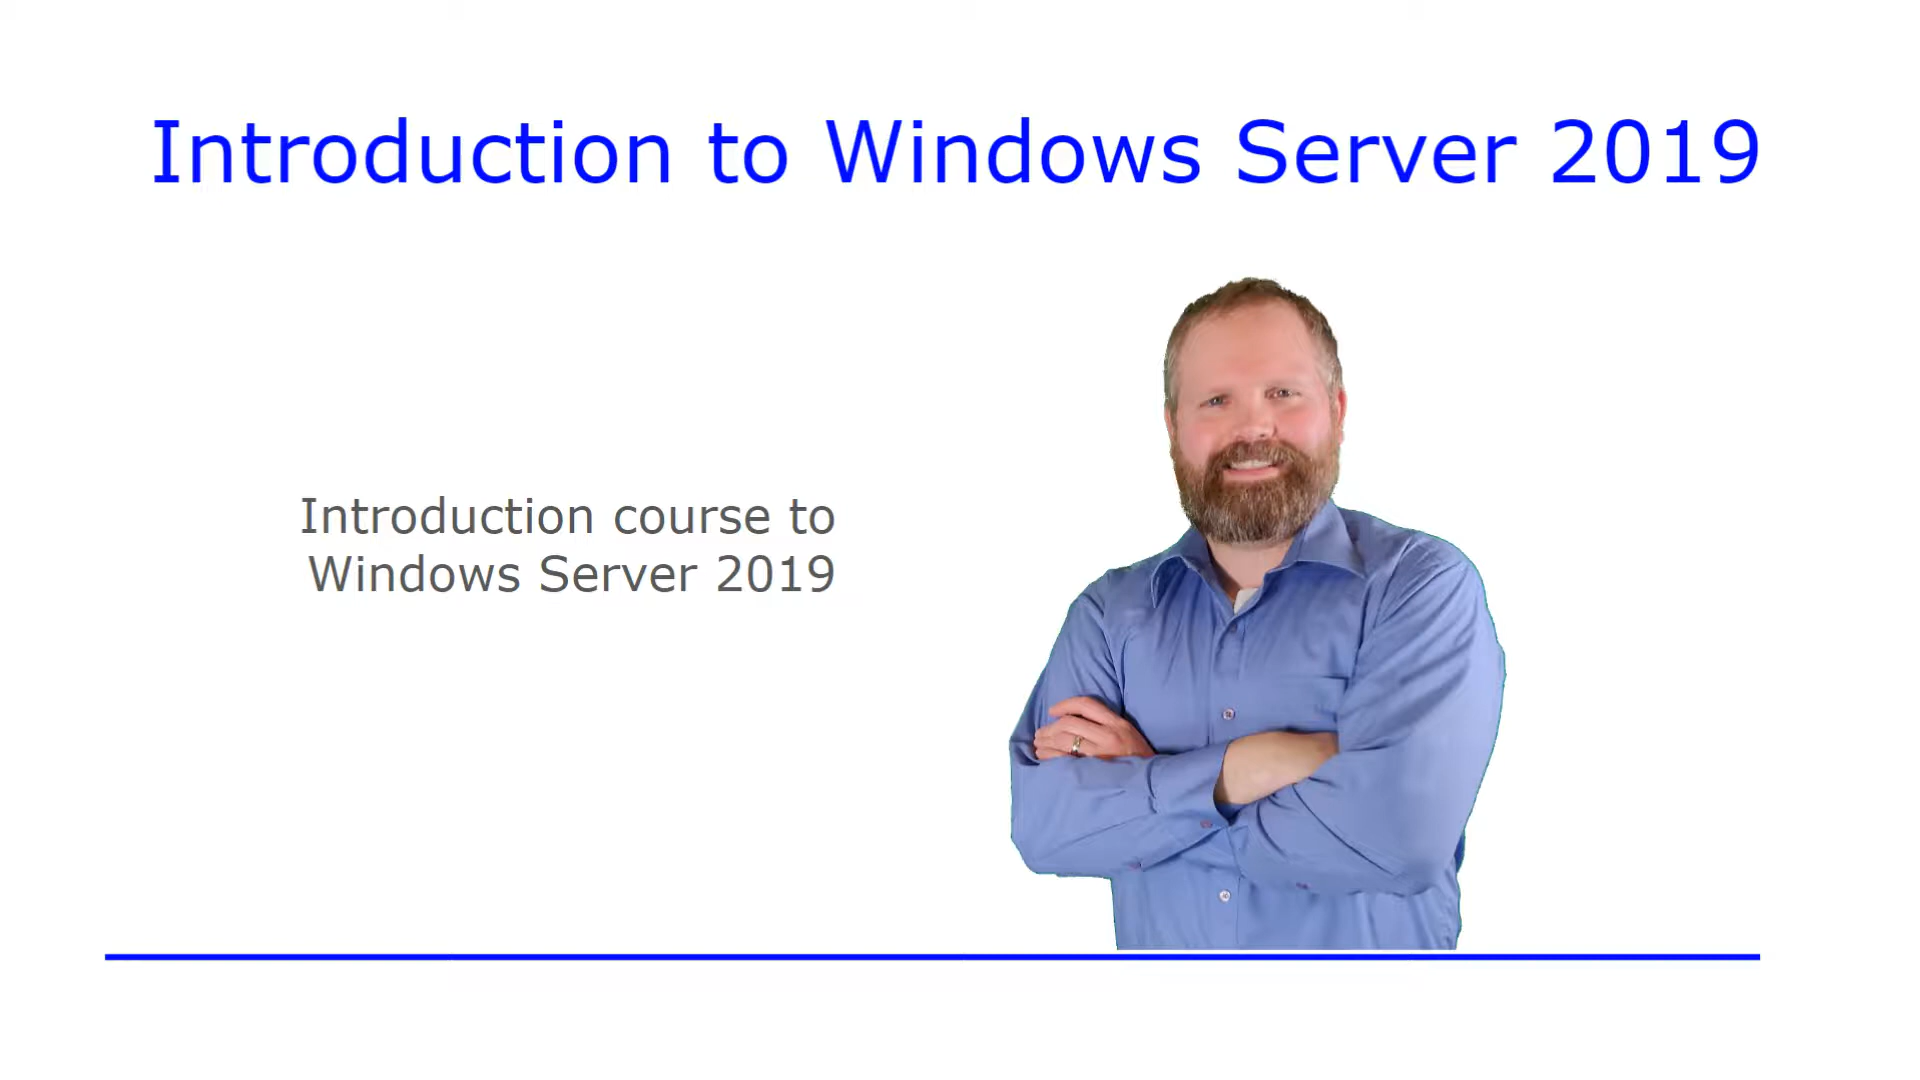 Introduction to Windows Server 2019
Introduction course to
Windows Server 2019